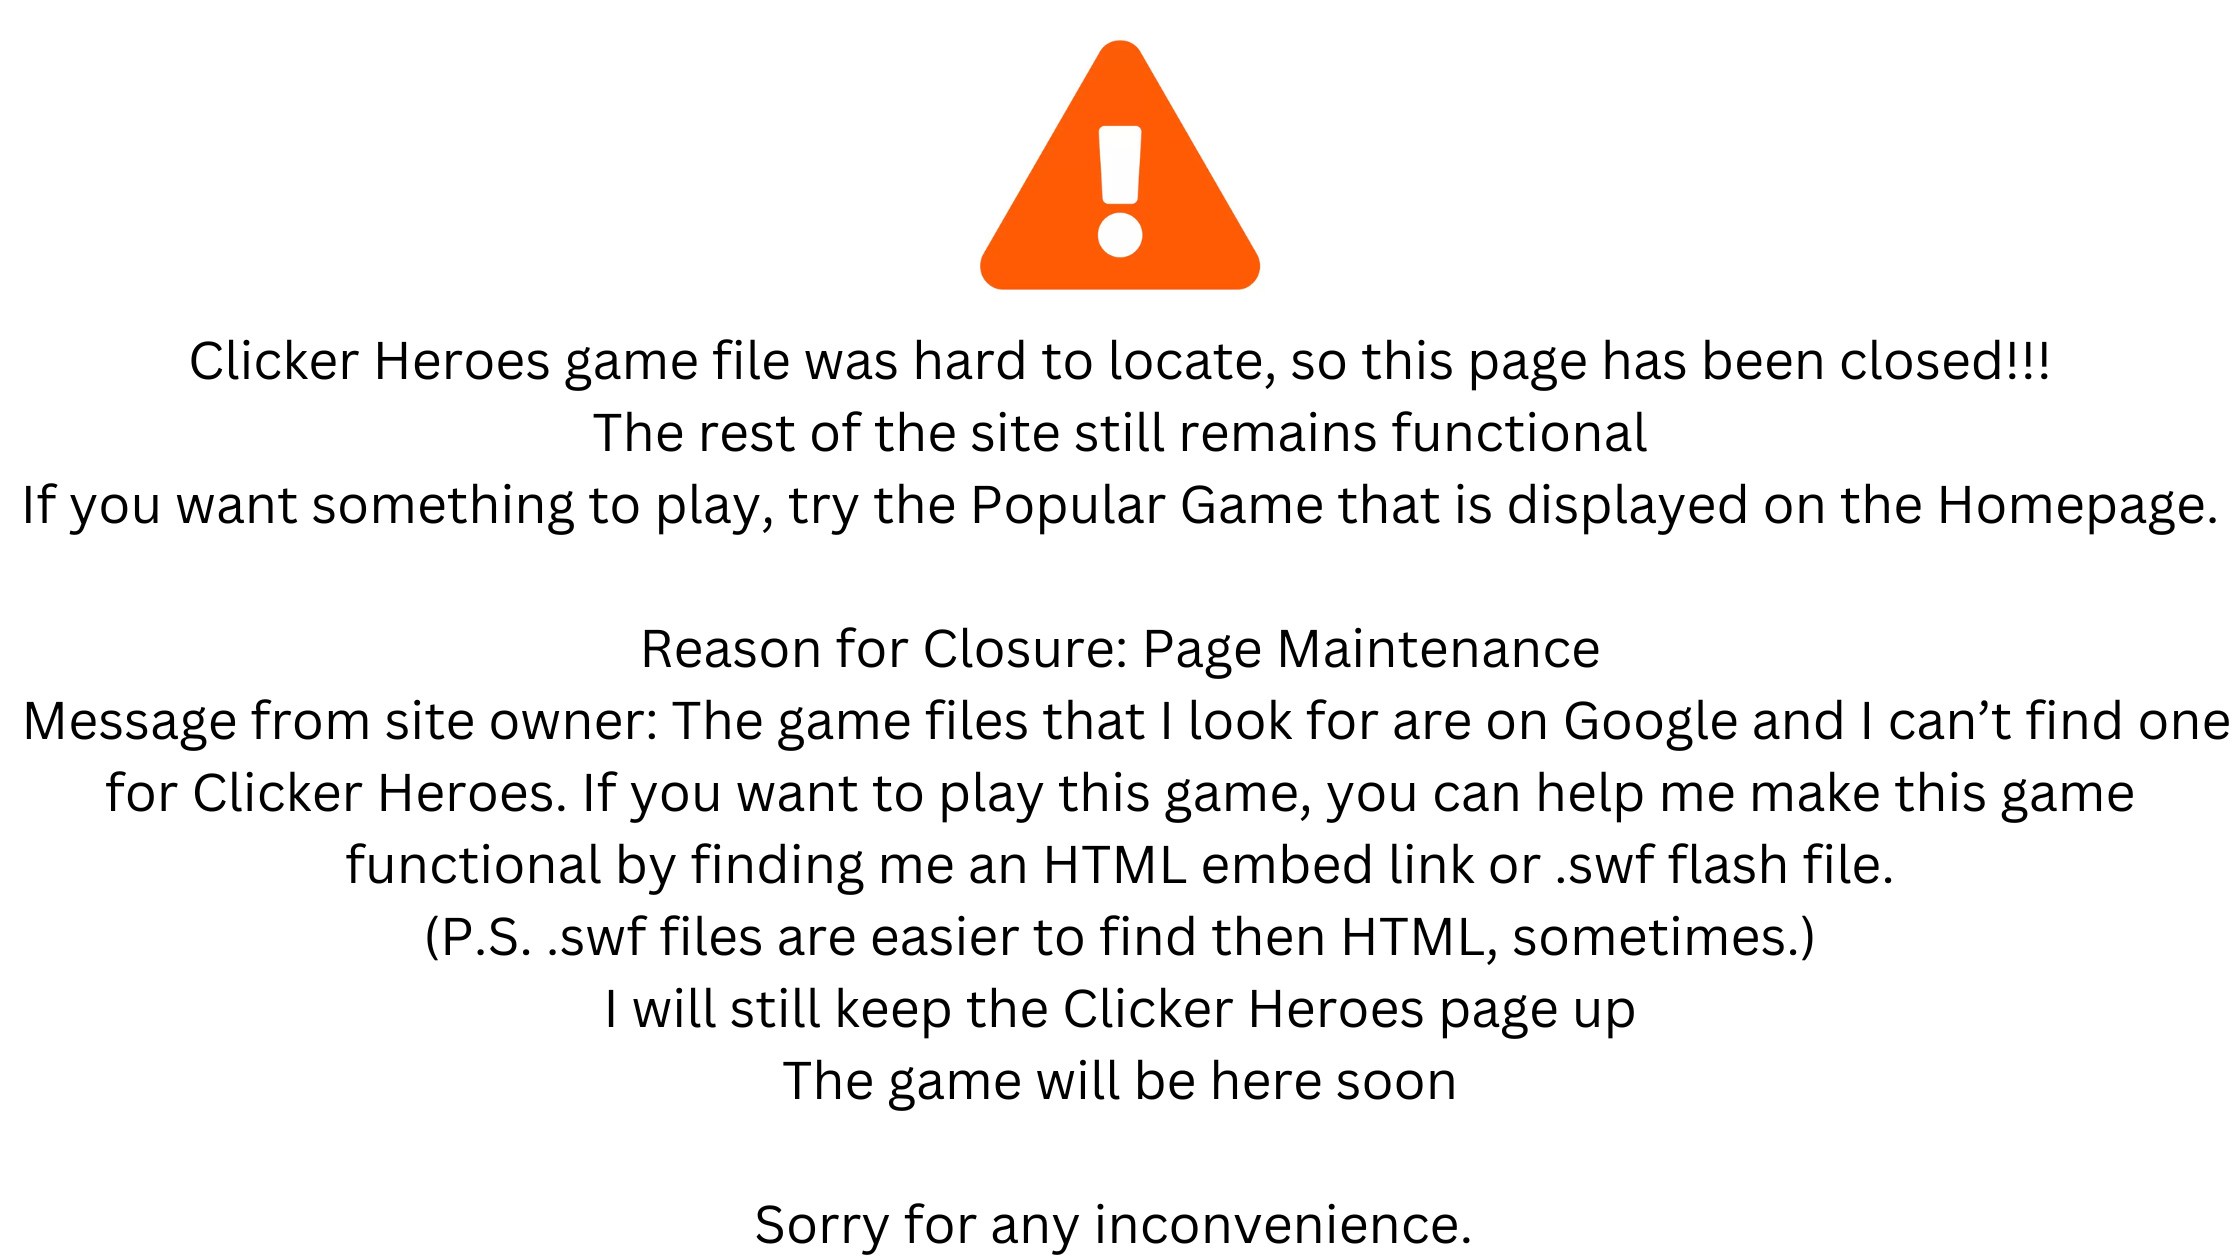 Clicker Heroes game file was hard to locate, so this page has been closed!!!
The rest of the site still remains functional
If you want something to play, try the Popular Game that is displayed on the Homepage.
Reason for Closure: Page Maintenance
Message from site owner: The game files that I look for are on Google and I can’t find one
for Clicker Heroes. If you want to play this game, you can help me make this game
functional by finding me an HTML embed link or .swf flash file.
(P.S. .swf files are easier to find then HTML, sometimes.)
I will still keep the Clicker Heroes page up
The game will be here soon
Sorry for any inconvenience.